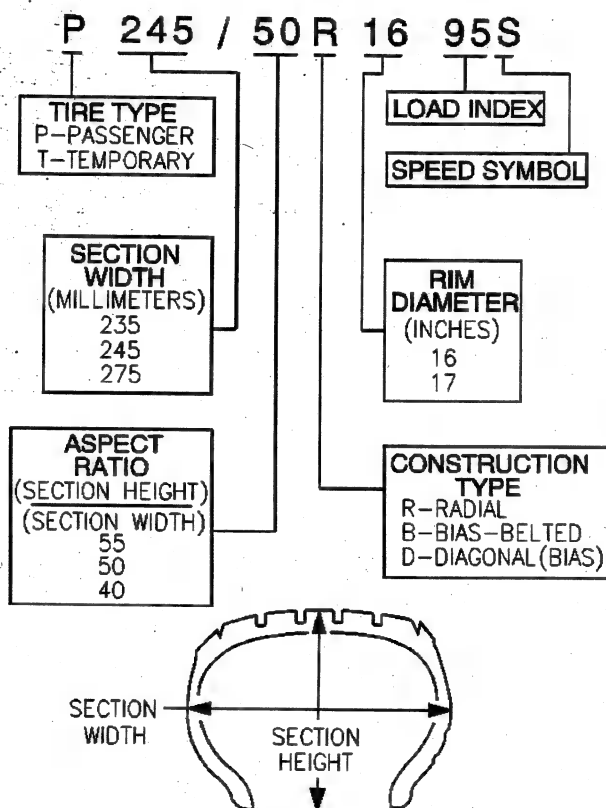 P 245 / 50 R 16 95S
TIRE TYPE
P-PASSENGER
T-TEMPORARY
LOAD INDEX
SPEED SYMBOL
SECTION
WIDTH
(MILLIMETERS)
235
245
275
RIM
DIAMETER
(INCHES)
16
17
ASPECT
RATIO
(SECTION HEIGHT)
(SECTION WIDTH)
55
50
40
CONSTRUCTION
TYPE
R-RADIAL
B-BIAS-BELTED
D-DIAGONAL(BIAS)
SECTION
WIDTH
SECTION
HEIGHT